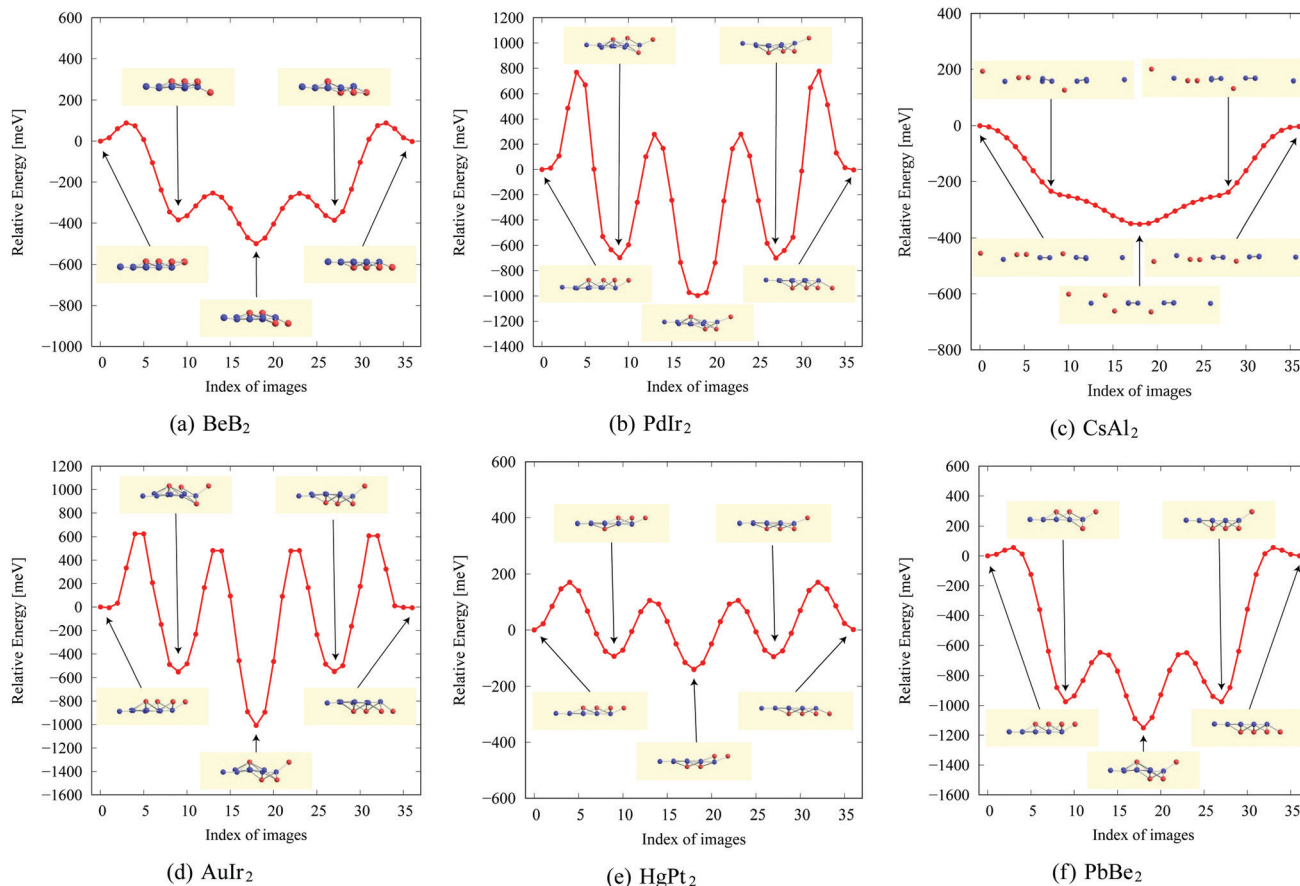 600
400
200
0
−200
−400
−600
−800
−1000
Relative Energy [meV]
0 5 10 15 20 25 30 35
Index of images
(a) BeB₂
1200
1000
800
600
400
200
0
−200
−400
−600
−800
−1000
−1200
−1400
Relative Energy [meV]
0 5 10 15 20 25 30 35
Index of images
(b) PdIr₂
400
200
0
−200
−400
−600
−800
Relative Energy [meV]
0 5 10 15 20 25 30 35
Index of images
(c) CsAl₂
1200
1000
800
600
400
200
0
−200
−400
−600
−800
−1000
−1200
−1400
−1600
Relative Energy [meV]
0 5 10 15 20 25 30 35
Index of images
(d) AuIr₂
600
400
200
0
−200
−400
−600
Relative Energy [meV]
0 5 10 15 20 25 30 35
Index of images
(e) HgPt₂
600
400
200
0
−200
−400
−600
−800
−1000
−1200
−1400
−1600
Relative Energy [meV]
0 5 10 15 20 25 30 35
Index of images
(f) PbBe₂